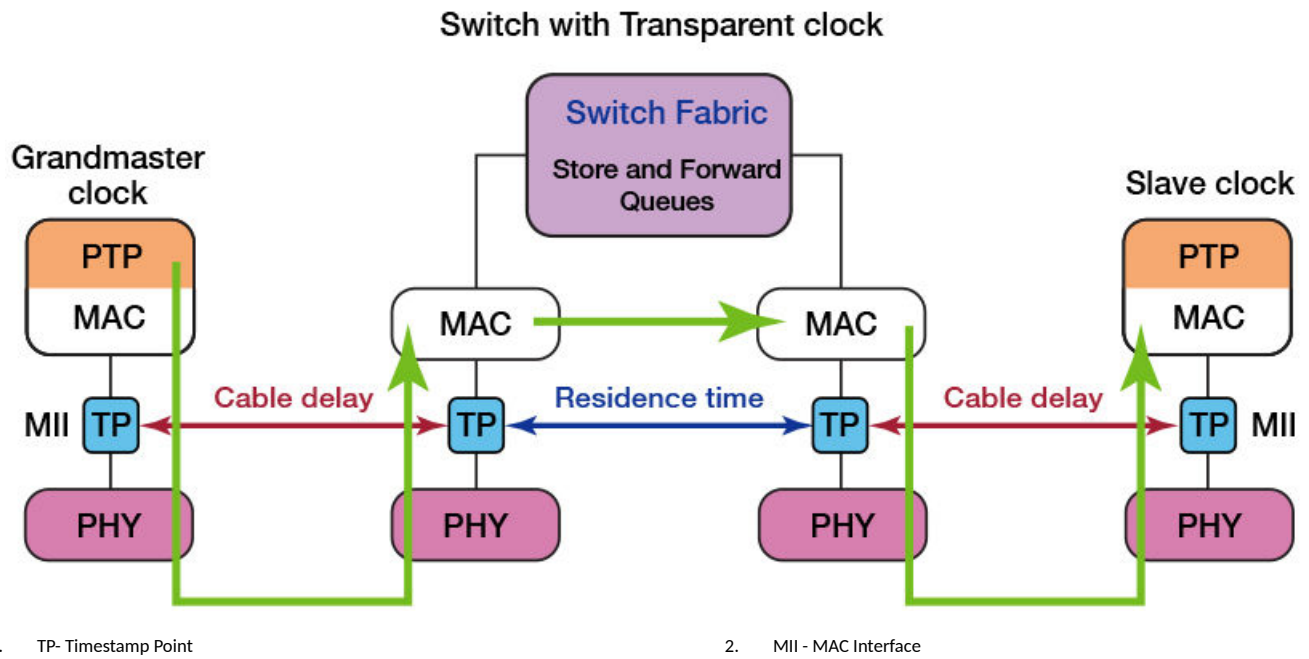 Switch with Transparent clock
Switch Fabric
Store and Forward
Queues
Grandmaster
clock
Slave clock
PTP
MAC
MAC
MAC
PTP
MAC
Cable delay
Residence time
Cable delay
MII
TP
TP
TP
TP
MII
PHY
PHY
PHY
PHY
. TP- Timestamp Point
2. MII - MAC Interface